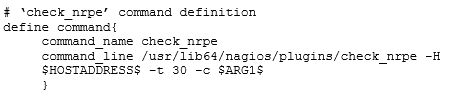 # ‘check_nrpe’ command definition
define command{
command_name check_nrpe
command_line /usr/lib64/nagios/plugins/check_nrpe -H
$HOSTADDRESS$ -t 30 -c $ARG1$
}